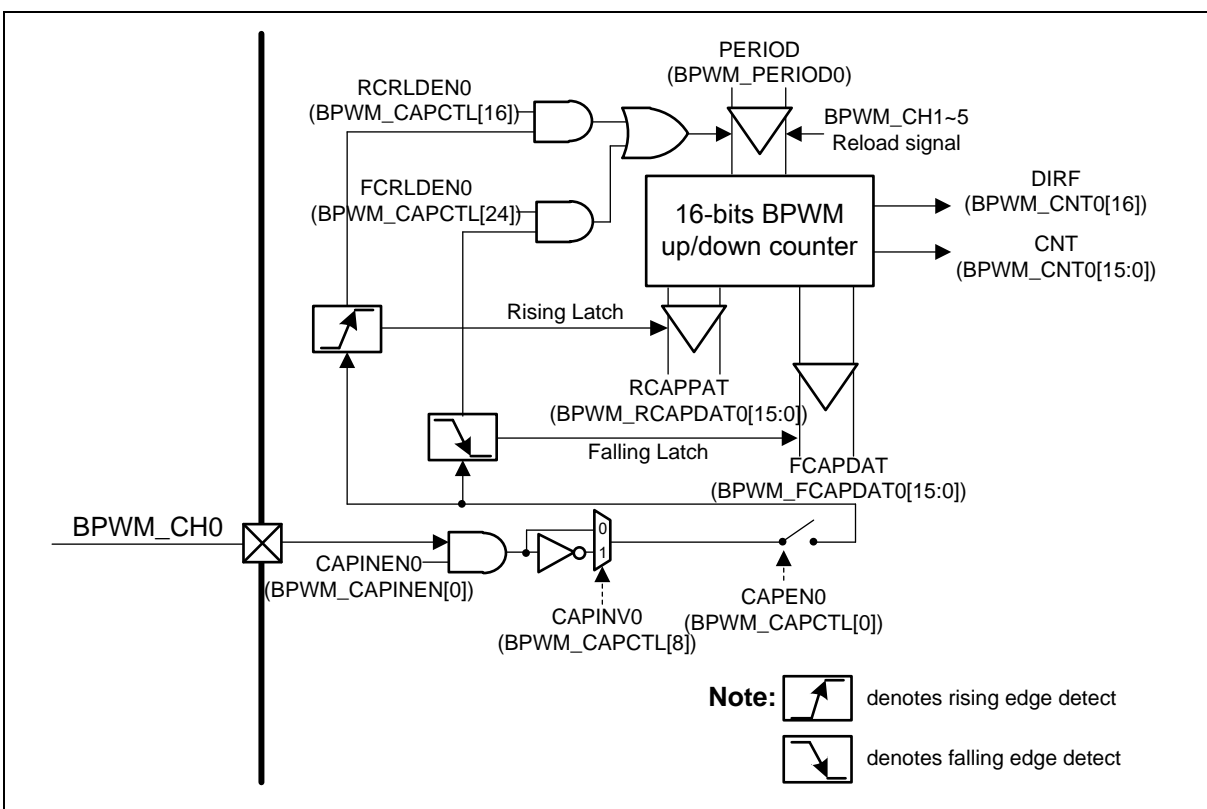 PERIOD
(BPWM_PERIOD0)
RCRLDEN0
(BPWM_CAPCTL[16])
BPWM_CH1~5
Reload signal
FCRLDEN0
(BPWM_CAPCTL[24])
16-bits BPWM
up/down counter
DIRF
(BPWM_CNT0[16])
CNT
(BPWM_CNT0[15:0])
Rising Latch
RCAPPAT
(BPWM_RCAPDAT0[15:0])
Falling Latch
FCAPDAT
(BPWM_FCAPDAT0[15:0])
BPWM_CH0
CAPINEN0
(BPWM_CAPINEN[0])
0
1
CAPINV0
(BPWM_CAPCTL[8])
CAPEN0
(BPWM_CAPCTL[0])
Note:
denotes rising edge detect
denotes falling edge detect